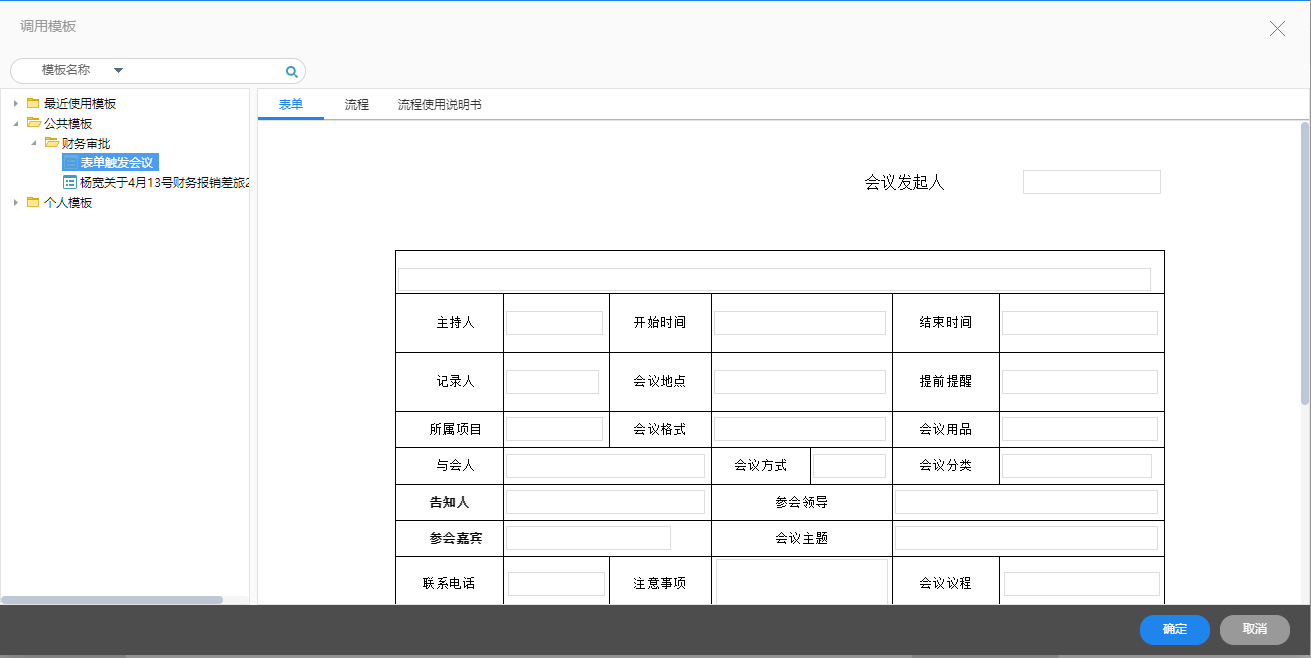 调用模板
模板名称
最近使用模板
公共模板
财务审批
表单触发会议
杨宽关于4月13号财务报销差旅2
个人模板
表单 流程 流程使用说明书
会议发起人
主持人 开始时间 结束时间
记录人 会议地点 提前提醒
所属项目 会议格式 会议用品
与会人 会议方式 会议分类
告知人 参会领导
参会嘉宾 会议主题
联系电话 注意事项 会议议程
确定 取消